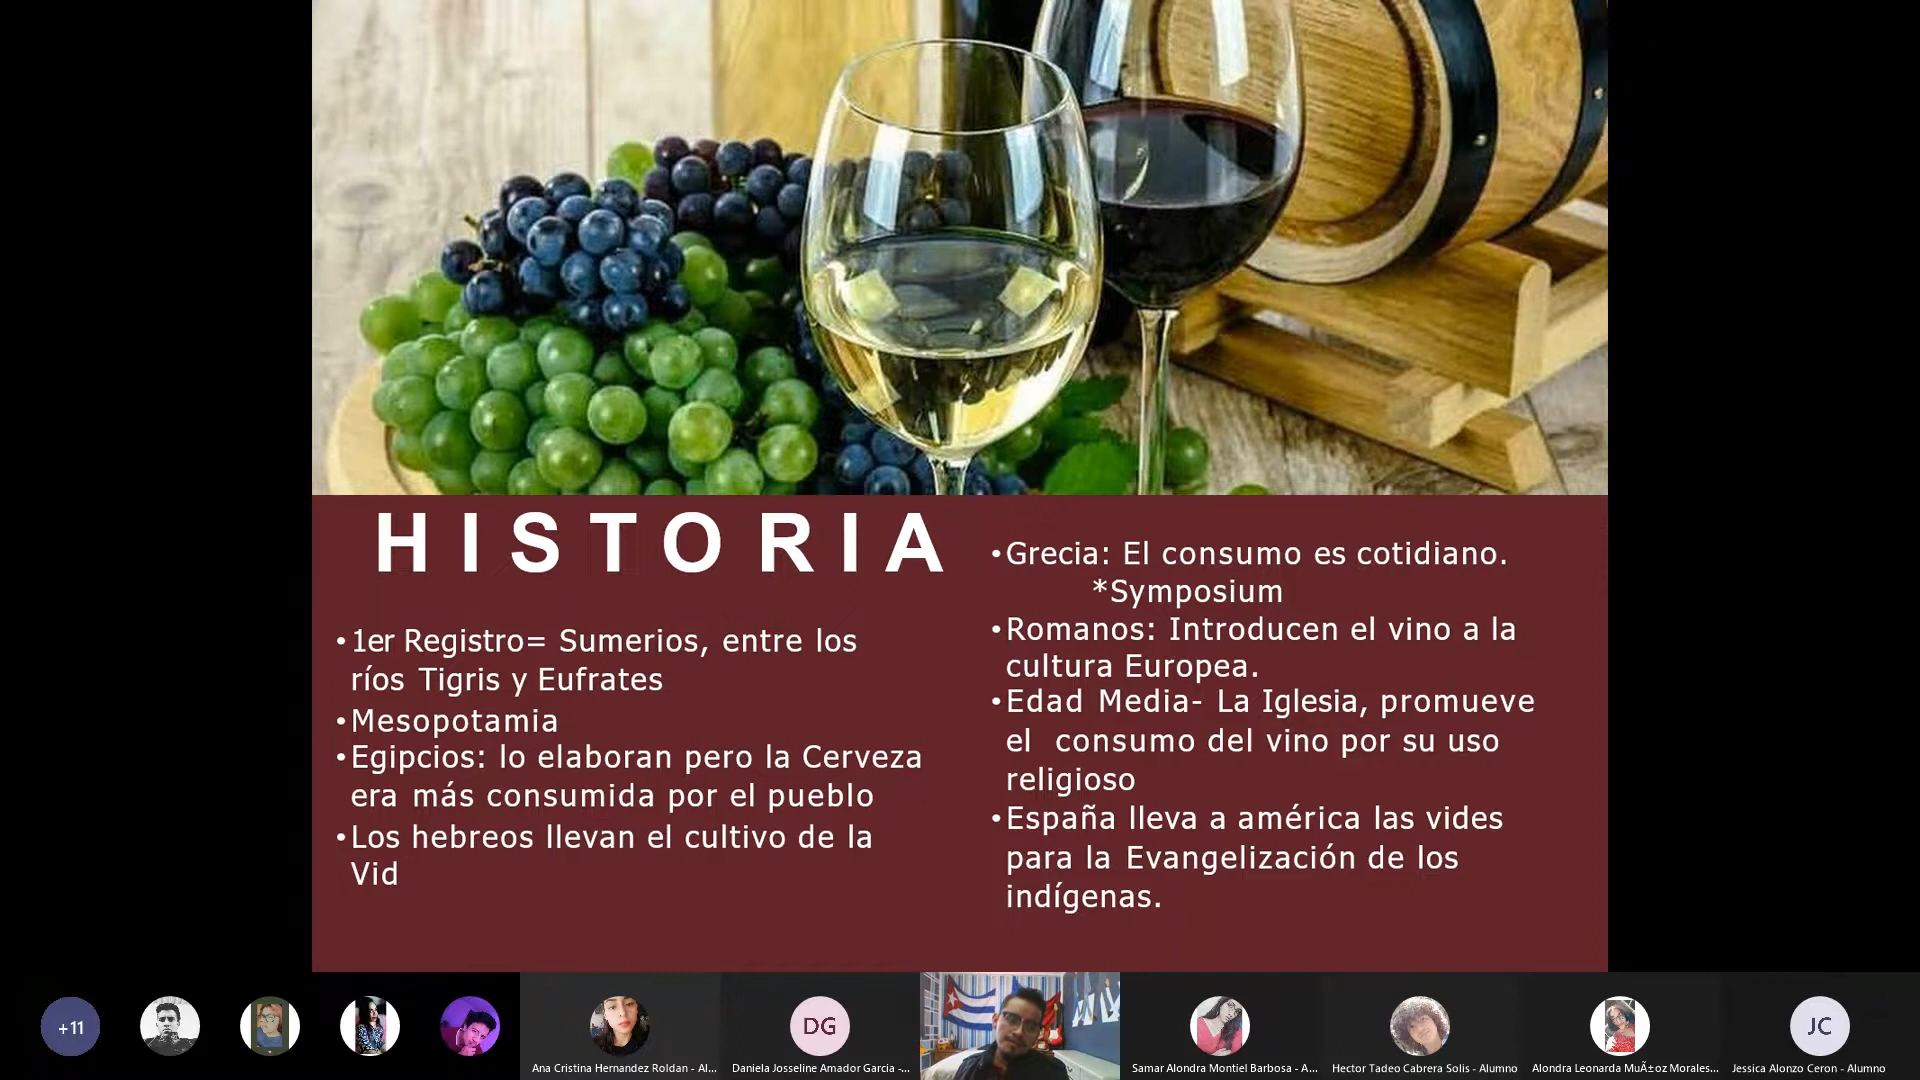 HISTORIA
•1er Registro= Sumerios, entre los
ríos Tigris y Eufrates
•Mesopotamia
•Egipcios: lo elaboran pero la Cerveza
era más consumida por el pueblo
•Los hebreos llevan el cultivo de la
Vid
•Grecia: El consumo es cotidiano.
*Symposium
•Romanos: Introducen el vino a la
cultura Europea.
•Edad Media- La Iglesia, promueve
el consumo del vino por su uso
religioso
•España lleva a américa las vides
para la Evangelización de los
indígenas.
+11
DG
JC
Ana Cristina Hernandez Roldan - Al...
Daniela Josseline Amador Garcia -...
Samar Alondra Montiel Barbosa - A...
Hector Tadeo Cabrera Solis - Alumno
Alondra Leonarda MuÃ±oz Morales...
Jessica Alonzo Ceron - Alumno